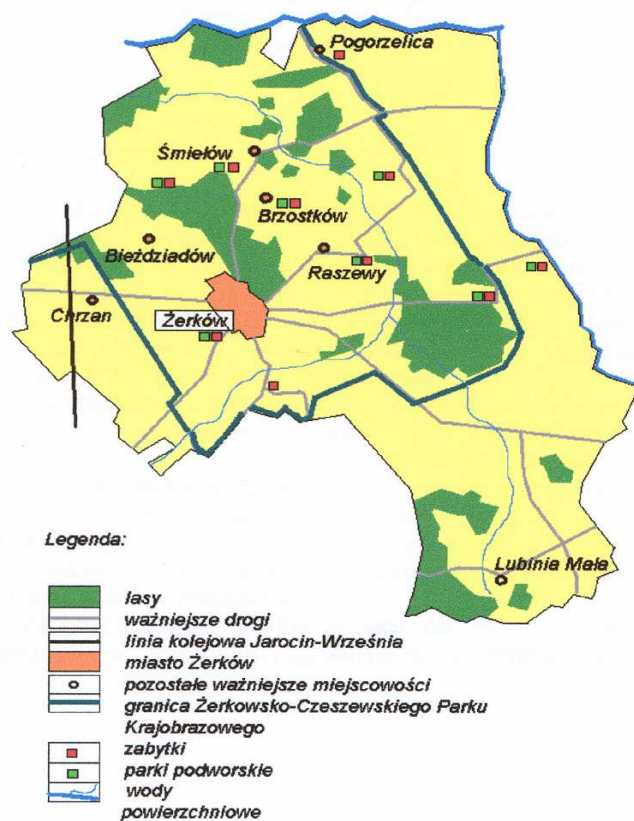 Pogorzelica
Śmiełów
Brzostków
Bieździadów
Raszewy
Chrzan
Żerków
Lubinia Mała
Legenda:
lasy
ważniejsze drogi
linia kolejowa Jarocin-Września
miasto Żerków
pozostałe ważniejsze miejscowości
granica Żerkowsko-Czeszewskiego Parku
Krajobrazowego
zabytki
parki podworskie
wody
powierzchniowe